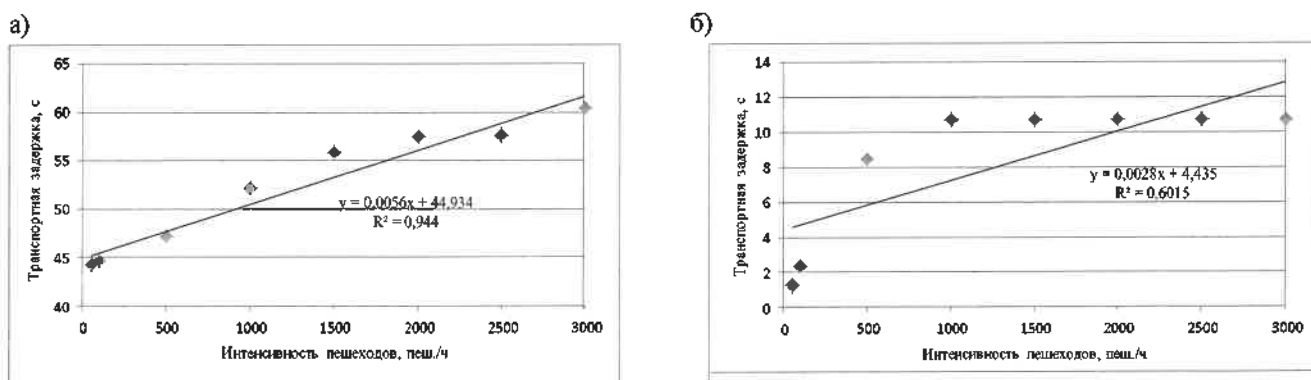 а)
65
60
55
50
45
40
Транспортная задержка, с
y = 0,0056x + 44,934
R² = 0,944
0 500 1000 1500 2000 2500 3000
Интенсивность пешеходов, пеш./ч
б)
14
12
10
8
6
4
2
0
Транспортная задержка, с
y = 0,0028x + 4,435
R² = 0,6015
0 500 1000 1500 2000 2500 3000
Интенсивность пешеходов, пеш./ч